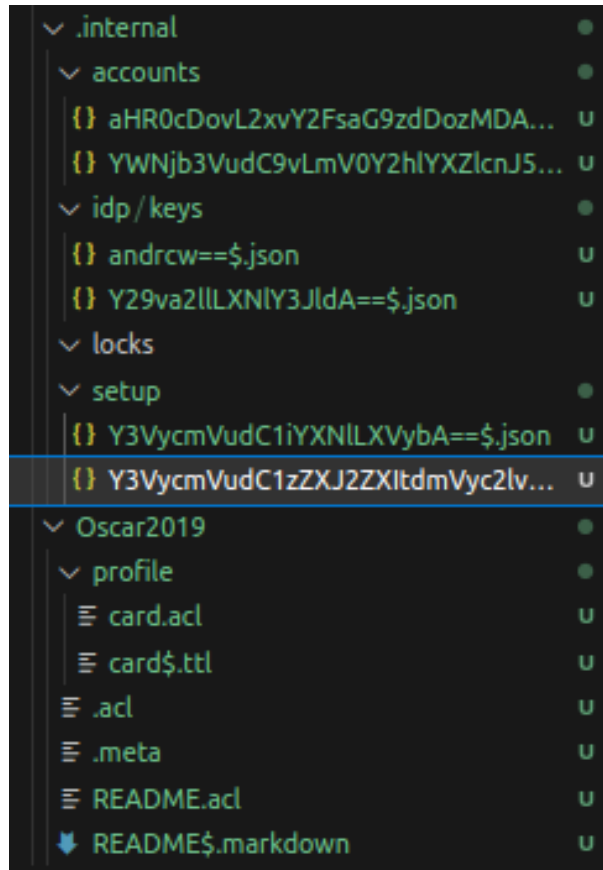 .internal
accounts
{} aHR0cDovL2xvY2FsaG9zdDozMDA... U
{} YWNjb3VudC9vLmV0Y2hlYXZlcnJ5... U
idp/keys
{} andrcw==$.json U
{} Y29va2llLXNlY3JldA==$.json U
locks
setup
{} Y3VycmVudC1iYXNlLXVybA==$.json U
{} Y3VycmVudC1zZXJ2ZXItdmVyc2lv... U
Oscar2019
profile
card.acl U
card$.ttl U
.acl U
.meta U
README.acl U
README$.markdown U